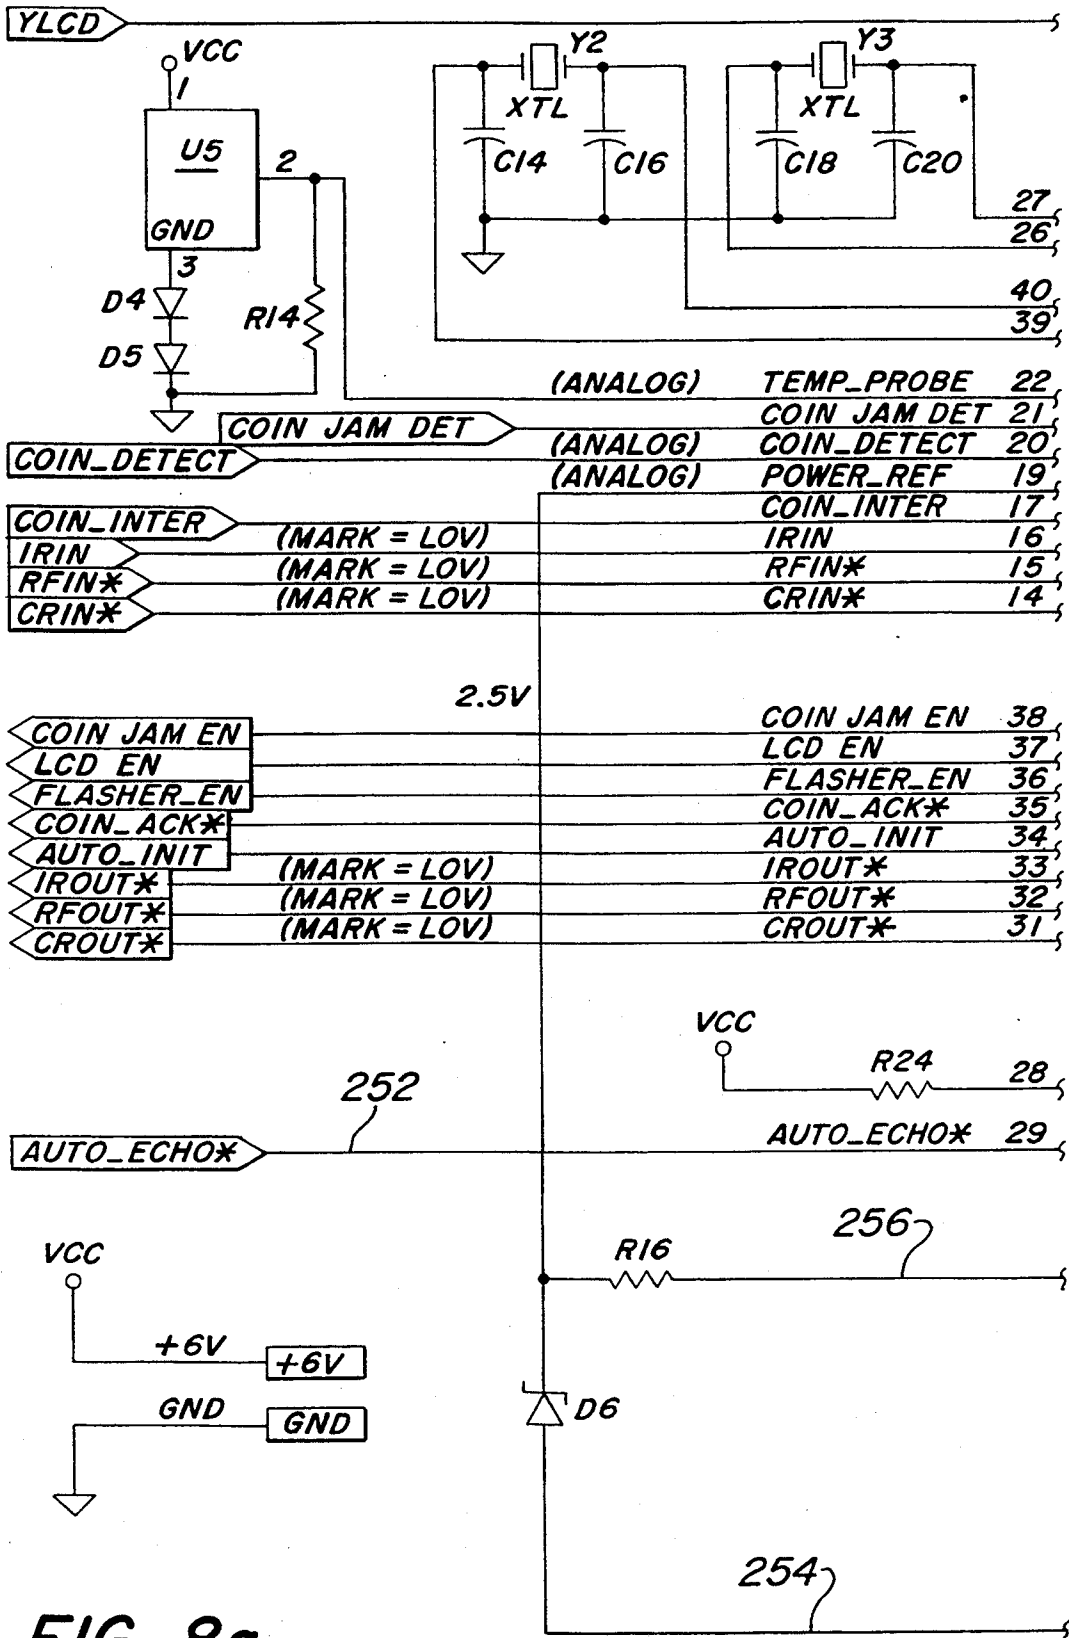 YLCD
VCC
1
U5
2
GND
3
D4
D5
R14
Y2
XTL
C14
C16
Y3
XTL
C18
C20
27
26
40
39
(ANALOG) TEMP_PROBE 22
COIN JAM DET COIN JAM DET 21
COIN_DETECT (ANALOG) COIN_DETECT 20
(ANALOG) POWER_REF 19
COIN_INTER COIN_INTER 17
IRIN (MARK = LOV) IRIN 16
RFIN* (MARK = LOV) RFIN* 15
CRIN* (MARK = LOV) CRIN* 14
2.5V
COIN JAM EN COIN JAM EN 38
LCD EN LCD EN 37
FLASHER_EN FLASHER_EN 36
COIN_ACK* COIN_ACK* 35
AUTO_INIT AUTO_INIT 34
IROUT* (MARK = LOV) IROUT* 33
RFOUT* (MARK = LOV) RFOUT* 32
CROUT* (MARK = LOV) CROUT* 31
VCC
R24 28
252
AUTO_ECHO* AUTO_ECHO* 29
256
R16
VCC
+6V +6V
GND GND
D6
254
FIG. 8a